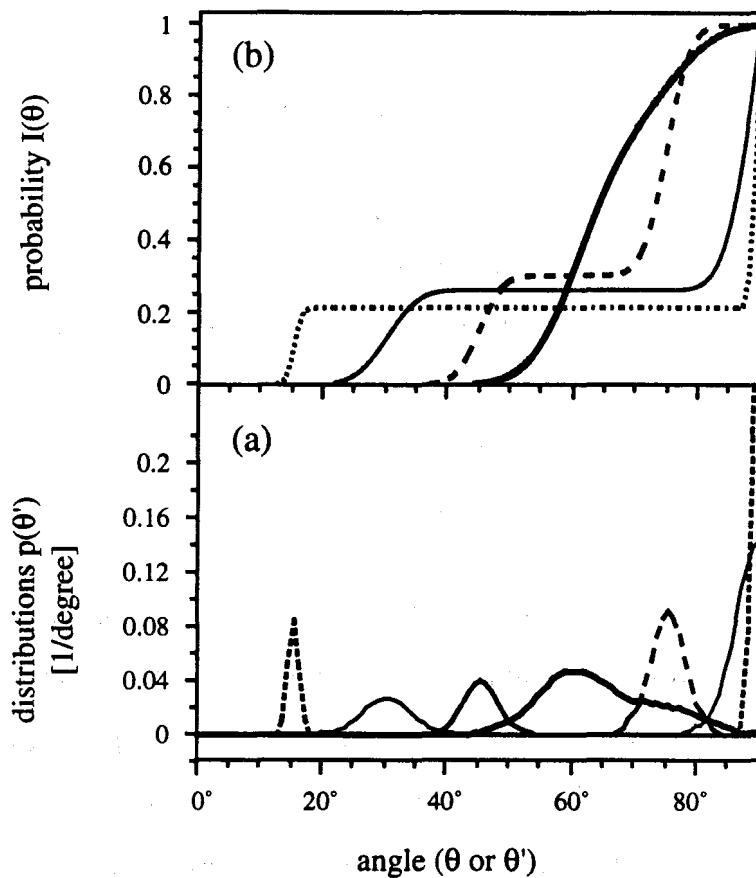 (b)
probability I(θ)
1
0.8
0.6
0.4
0.2
0
(a)
distributions p(θ')
[1/degree]
0.2
0.16
0.12
0.08
0.04
0
0° 20° 40° 60° 80°
angle (θ or θ')